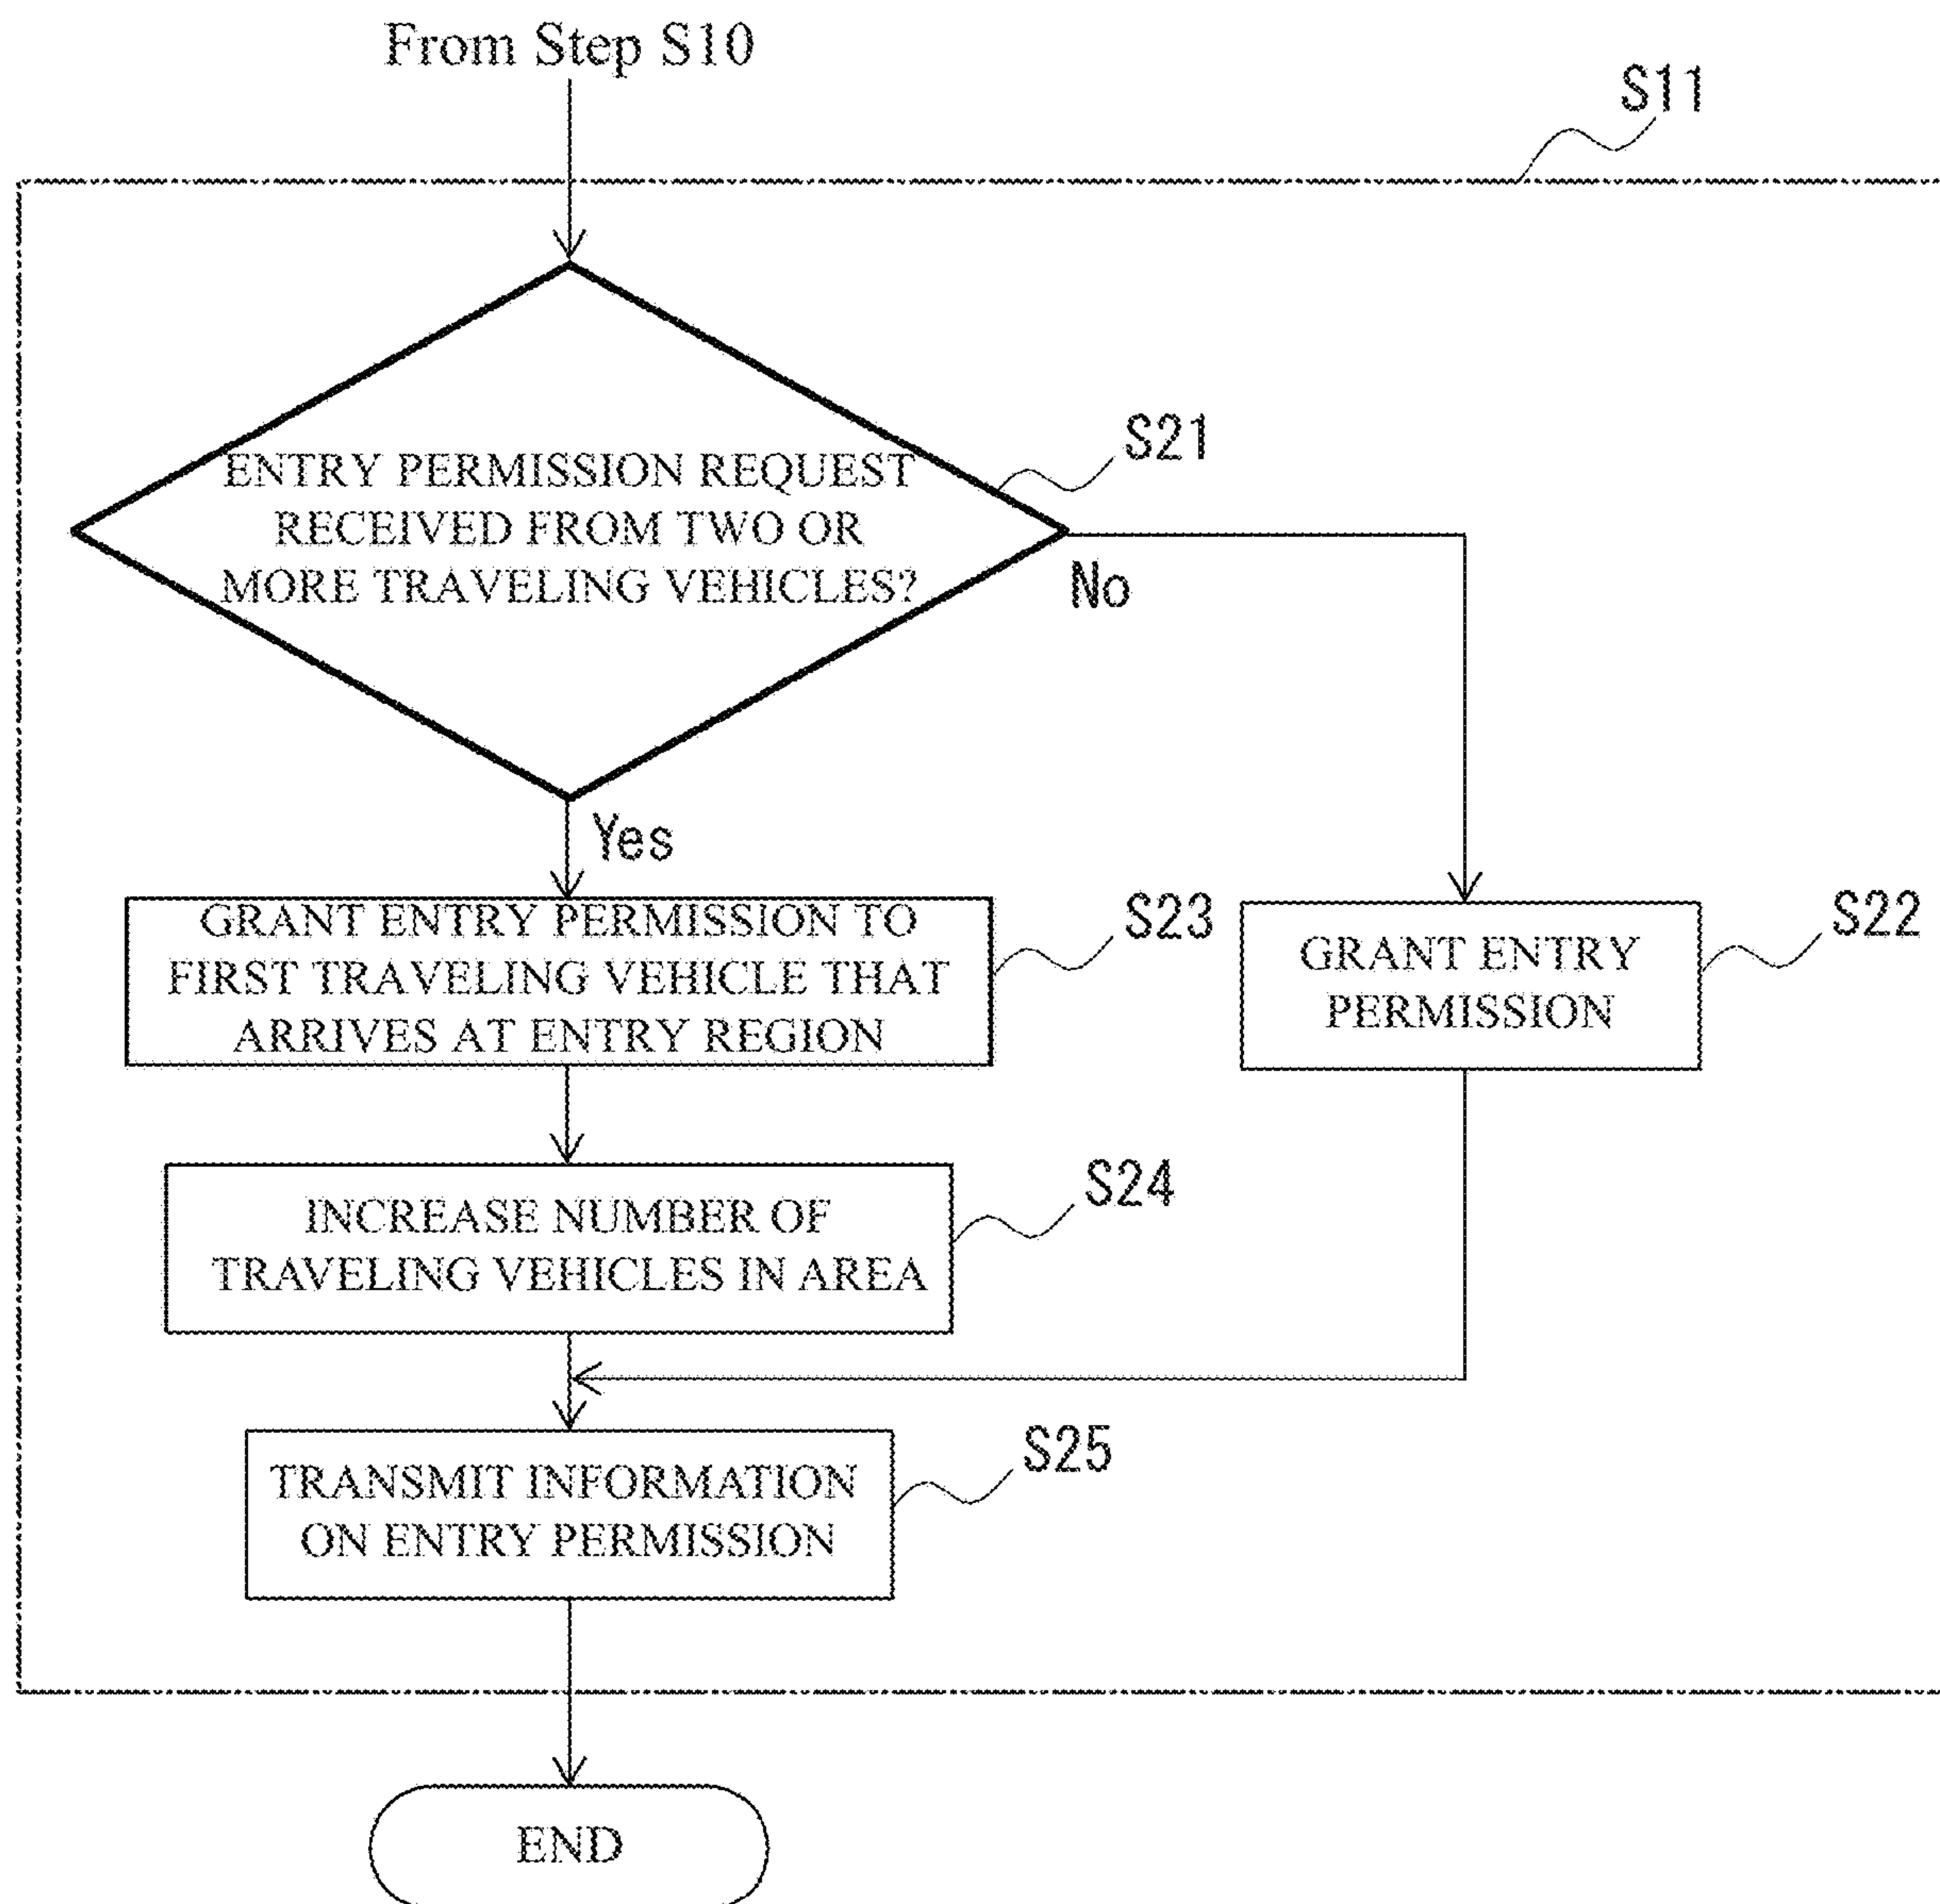 From Step S10
S11
ENTRY PERMISSION REQUEST
RECEIVED FROM TWO OR
MORE TRAVELING VEHICLES?
S21
No
Yes
GRANT ENTRY PERMISSION TO
FIRST TRAVELING VEHICLE THAT
ARRIVES AT ENTRY REGION
S23
GRANT ENTRY
PERMISSION
S22
INCREASE NUMBER OF
TRAVELING VEHICLES IN AREA
S24
TRANSMIT INFORMATION
ON ENTRY PERMISSION
S25
END